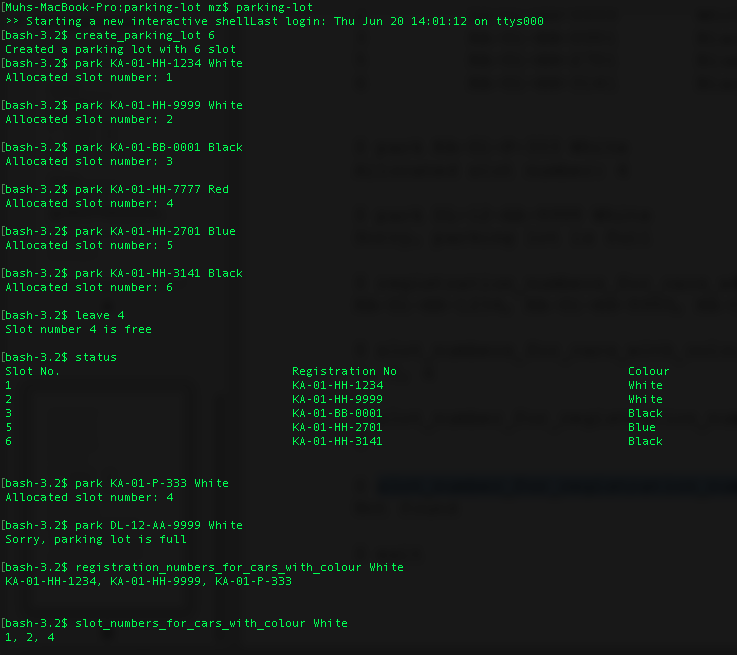 [Muhs-MacBook-Pro:parking-lot mz$ parking-lot
>> Starting a new interactive shellLast login: Thu Jun 20 14:01:12 on ttys000
[bash-3.2$ create_parking_lot 6
Created a parking lot with 6 slot
[bash-3.2$ park KA-01-HH-1234 White
Allocated slot number: 1
[bash-3.2$ park KA-01-HH-9999 White
Allocated slot number: 2
[bash-3.2$ park KA-01-BB-0001 Black
Allocated slot number: 3
[bash-3.2$ park KA-01-HH-7777 Red
Allocated slot number: 4
[bash-3.2$ park KA-01-HH-2701 Blue
Allocated slot number: 5
[bash-3.2$ park KA-01-HH-3141 Black
Allocated slot number: 6
[bash-3.2$ leave 4
Slot number 4 is free
[bash-3.2$ status
Slot No. Registration No Colour
1 KA-01-HH-1234 White
2 KA-01-HH-9999 White
3 KA-01-BB-0001 Black
5 KA-01-HH-2701 Blue
6 KA-01-HH-3141 Black
[bash-3.2$ park KA-01-P-333 White
Allocated slot number: 4
[bash-3.2$ park DL-12-AA-9999 White
Sorry, parking lot is full
[bash-3.2$ registration_numbers_for_cars_with_colour White
KA-01-HH-1234, KA-01-HH-9999, KA-01-P-333
[bash-3.2$ slot_numbers_for_cars_with_colour White
1, 2, 4